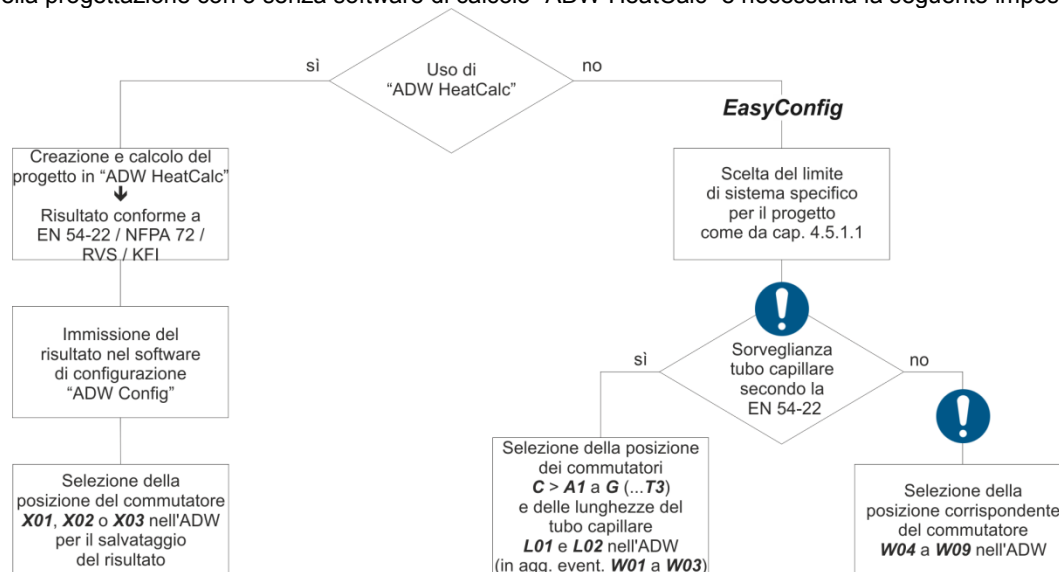 della progettazione con o senza software di calcolo "ADW HeatCalc" è necessaria la seguente impos
Uso di
"ADW HeatCalc"
sì
no
EasyConfig
Creazione e calcolo del
progetto in "ADW HeatCalc"
Risultato conforme a
EN 54-22 / NFPA 72 /
RVS / KFI
Immissione del
risultato nel software
di configurazione
"ADW Config"
Selezione della
posizione del commutatore
X01, X02 o X03 nell'ADW
per il salvataggio
del risultato
Scelta del limite
di sistema specifico
per il progetto
come da cap. 4.5.1.1
Sorveglianza
tubo capillare
secondo la
EN 54-22
sì
no
Selezione della posizione
dei commutatori
C > A1 a G (...T3)
e delle lunghezze del
tubo capillare
L01 e L02 nell'ADW
(in agg. event. W01 a W03)
Selezione della
posizione corrispondente
del commutatore
W04 a W09 nell'ADW